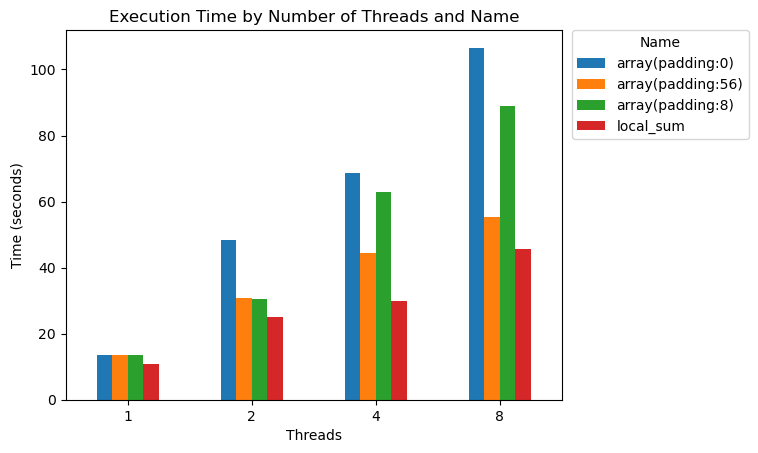 Execution Time by Number of Threads and Name
Name
array(padding:0)
array(padding:56)
array(padding:8)
local_sum
Time (seconds)
100
80
60
40
20
0
1
2
4
8
Threads